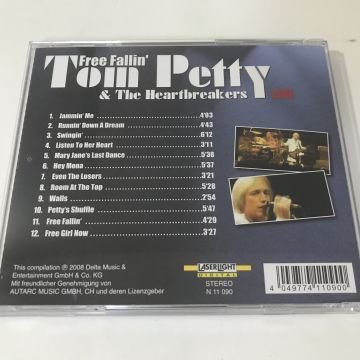 Free Fallin'
Tom Petty
& The Heartbreakers LIVE
1. Jammin' Me 4'03
2. Runnin' Down A Dream 4'43
3. Swingin' 6'12
4. Listen To Her Heart 3'11
5. Mary Jane's Last Dance 5'38
6. Hey Mona 5'37
7. Even The Losers 3'21
8. Room At The Top 5'28
9. Walls 2'54
10. Petty's Shuffle 5'47
11. Free Fallin' 4'29
12. Free Girl Now 3'27
This compilation ℗ 2008 Delta Music &
Entertainment GmbH & Co. KG
Mit freundlicher Genehmigung von
AUTARC MUSIC GMBH, CH und deren Lizenzgeber
LASERLIGHT
DIGITAL
STEREO
N 11 090
4 049774 110900